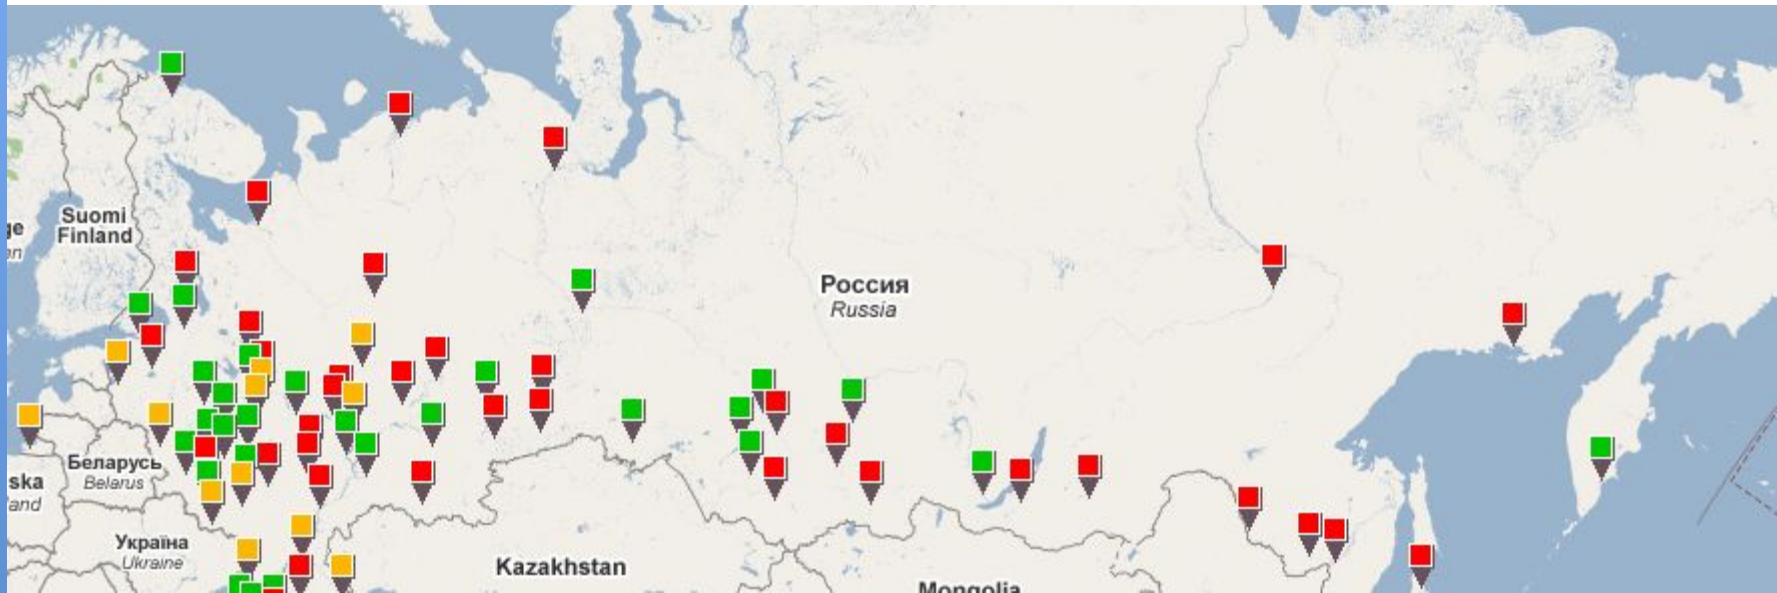 Suomi
Finland
Россия
Russia
Беларусь
Belarus
Україна
Ukraine
Kazakhstan
Mongolia